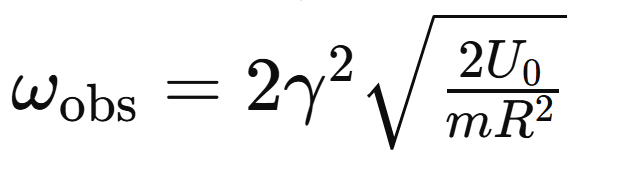 ω_obs = 2γ² √(2U₀ / mR²)